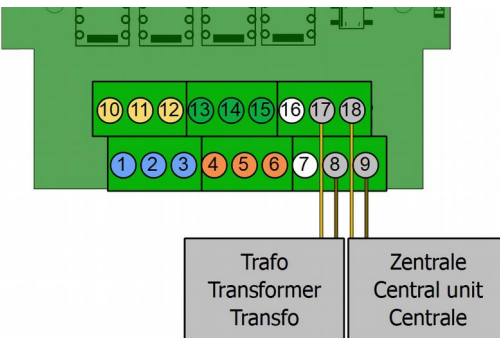 10 11 12 13 14 15 16 17 18
1 2 3 4 5 6 7 8 9
Trafo
Transformer
Transfo
Zentrale
Central unit
Centrale